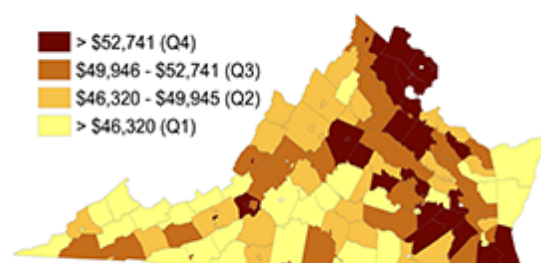 > $52,741 (Q4)
$49,946 - $52,741 (Q3)
$46,320 - $49,945 (Q2)
> $46,320 (Q1)